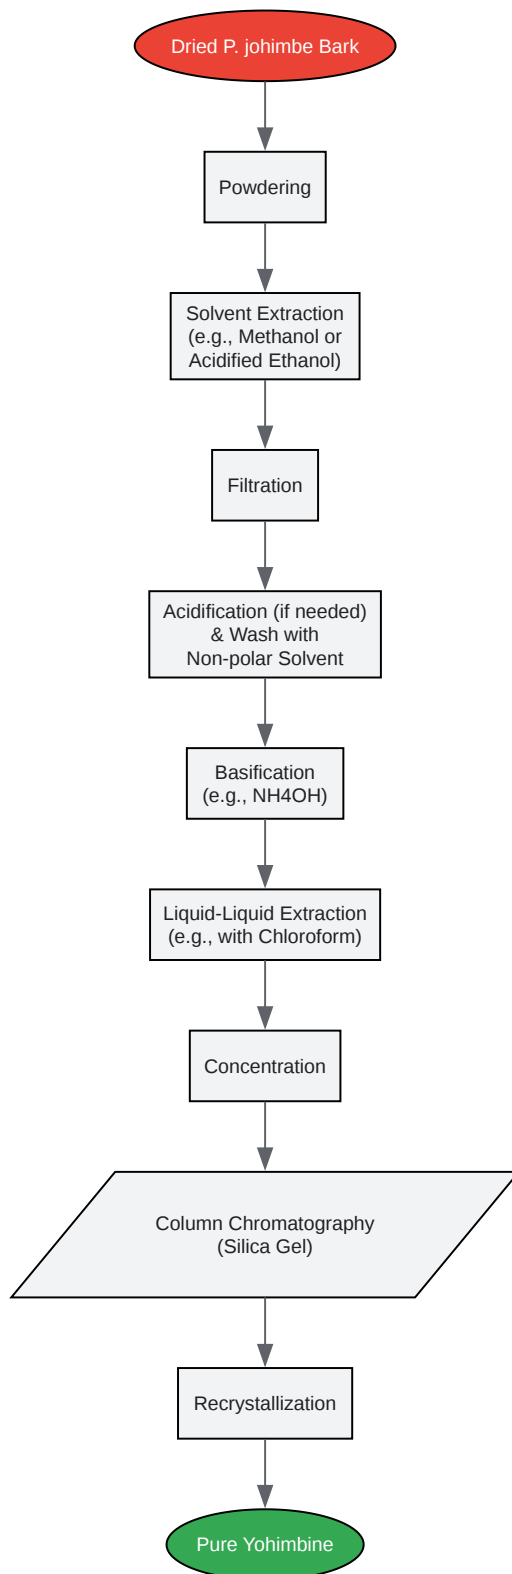 Dried P. johimbe Bark
Powdering
Solvent Extraction
(e.g., Methanol or
Acidified Ethanol)
Filtration
Acidification (if needed)
& Wash with
Non-polar Solvent
Basification
(e.g., NH4OH)
Liquid-Liquid Extraction
(e.g., with Chloroform)
Concentration
Column Chromatography
(Silica Gel)
Recrystallization
Pure Yohimbine